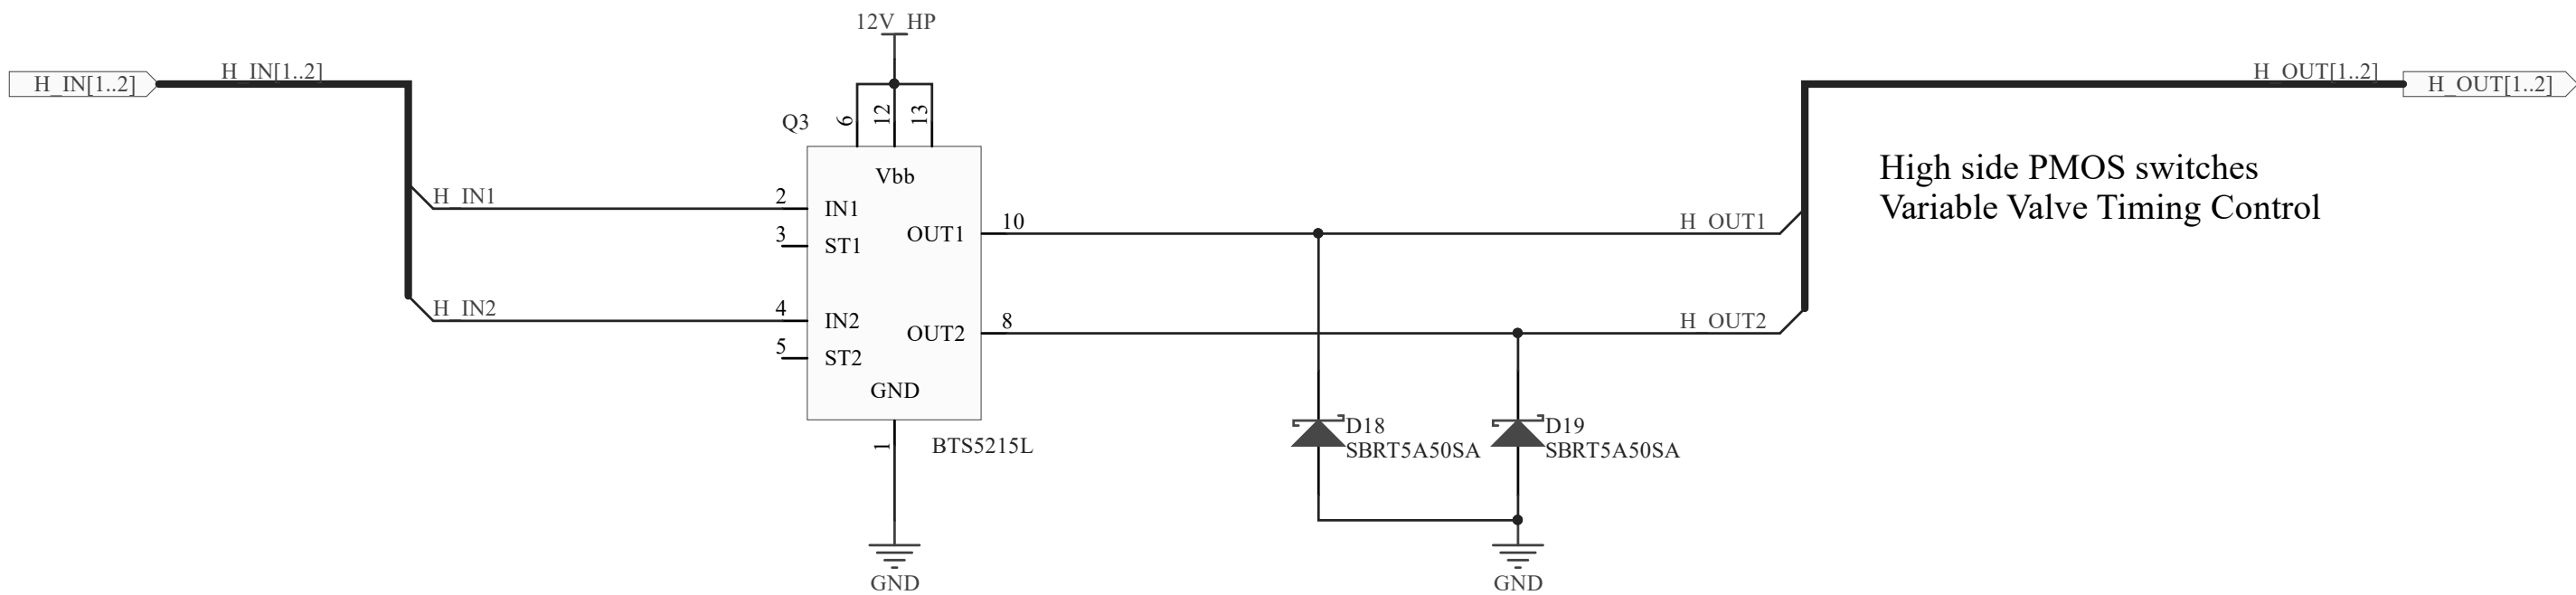 12V_HP
H_IN[1..2]
H_IN[1..2]
H_OUT[1..2]
H_OUT[1..2]
Q3
6
12
13
High side PMOS switches
Variable Valve Timing Control
Vbb
H_IN1
2
IN1
3
ST1
OUT1
10
H_OUT1
H_IN2
4
IN2
5
ST2
OUT2
8
H_OUT2
GND
1
BTS5215L
D18
SBRT5A50SA
D19
SBRT5A50SA
GND
GND